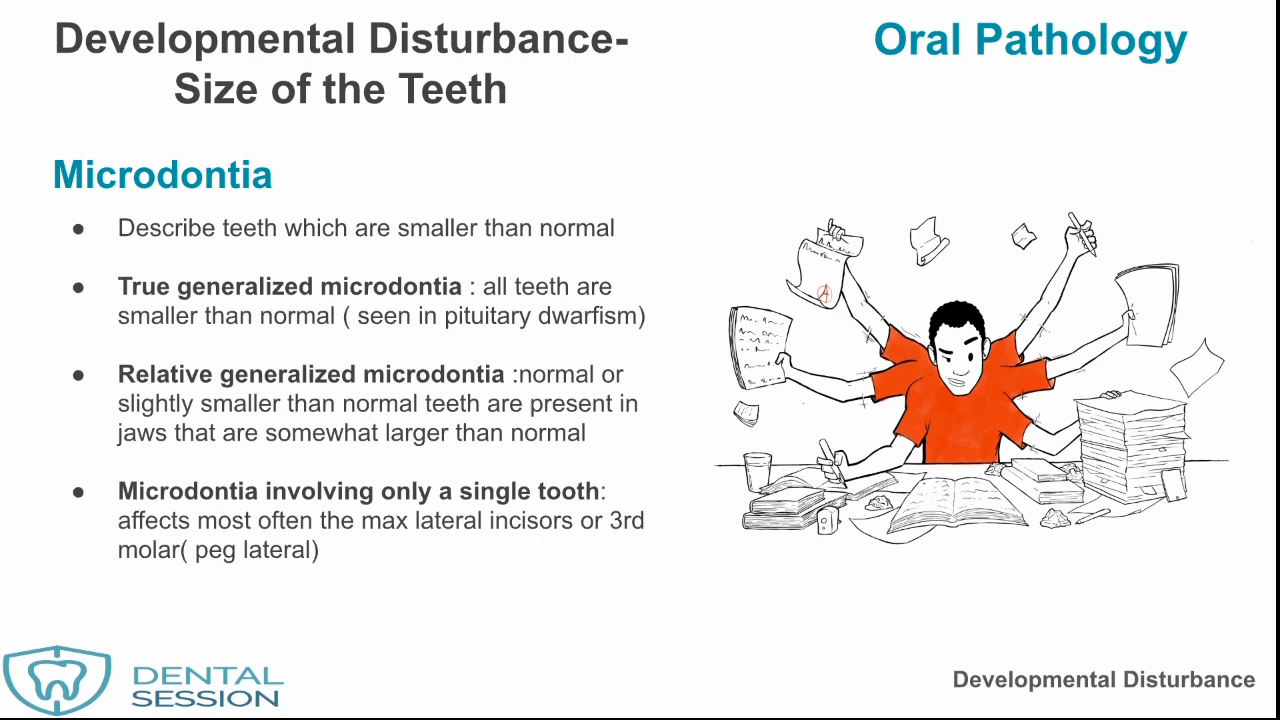 Developmental Disturbance-
Size of the Teeth
Oral Pathology
Microdontia
● Describe teeth which are smaller than normal
● True generalized microdontia : all teeth are
smaller than normal ( seen in pituitary dwarfism)
● Relative generalized microdontia :normal or
slightly smaller than normal teeth are present in
jaws that are somewhat larger than normal
● Microdontia involving only a single tooth:
affects most often the max lateral incisors or 3rd
molar( peg lateral)
A
DENTAL
SESSION
Developmental Disturbance